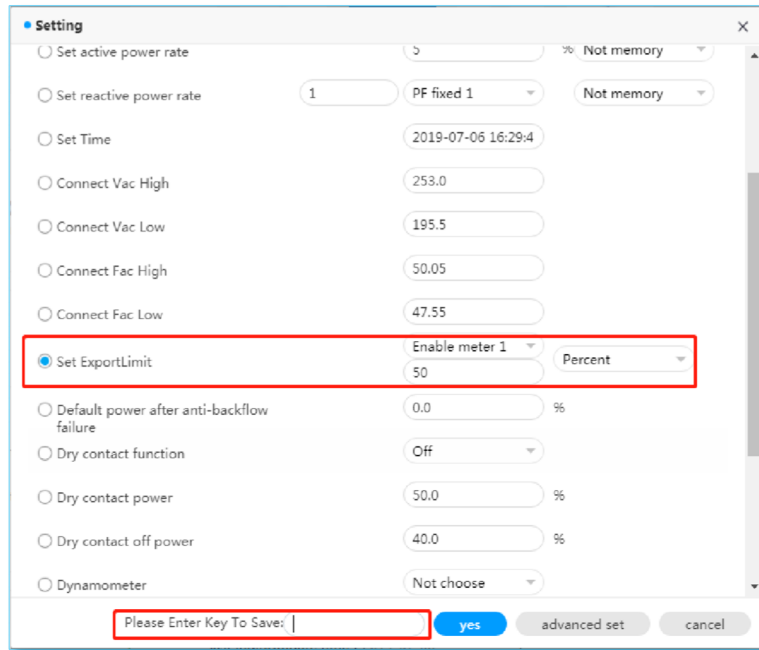 Setting
Set active power rate 5 % Not memory
Set reactive power rate 1 PF fixed 1 Not memory
Set Time 2019-07-06 16:29:4
Connect Vac High 253.0
Connect Vac Low 195.5
Connect Fac High 50.05
Connect Fac Low 47.55
Enable meter 1
Set ExportLimit Percent
50
Default power after anti-backflow 0.0 %
failure
Dry contact function Off
Dry contact power 50.0 %
Dry contact off power 40.0 %
Dynamometer Not choose
Please Enter Key To Save: yes advanced set cancel